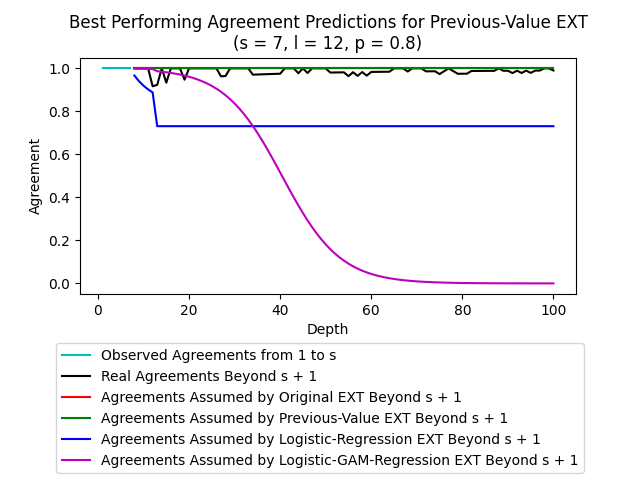 Best Performing Agreement Predictions for Previous-Value EXT
(s = 7, l = 12, p = 0.8)
1.0
0.8
0.6
0.4
0.2
0.0
Agreement
0 20 40 60 80 100
Depth
Observed Agreements from 1 to s
Real Agreements Beyond s + 1
Agreements Assumed by Original EXT Beyond s + 1
Agreements Assumed by Previous-Value EXT Beyond s + 1
Agreements Assumed by Logistic-Regression EXT Beyond s + 1
Agreements Assumed by Logistic-GAM-Regression EXT Beyond s + 1